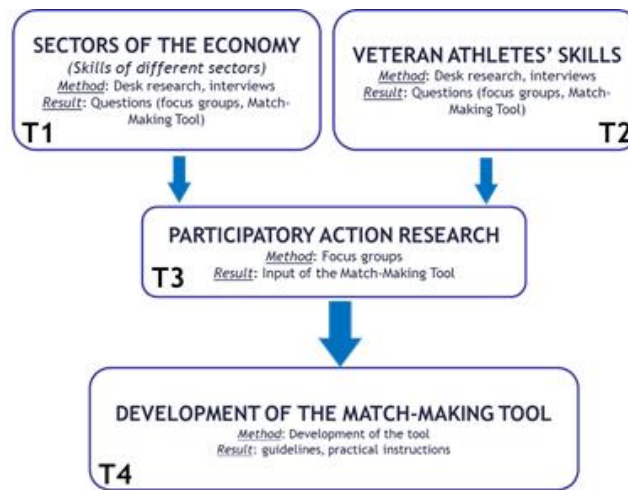 SECTORS OF THE ECONOMY
(Skills of different sectors)
Method: Desk research, interviews
Result: Questions (focus groups, Match-
Making Tool)
T1
VETERAN ATHLETES’ SKILLS
Method: Desk research, interviews
Result: Questions (focus groups, Match-
Making Tool)
T2
PARTICIPATORY ACTION RESEARCH
Method: Focus groups
Result: Input of the Match-Making Tool
T3
DEVELOPMENT OF THE MATCH-MAKING TOOL
Method: Development of the tool
Result: guidelines, practical instructions
T4